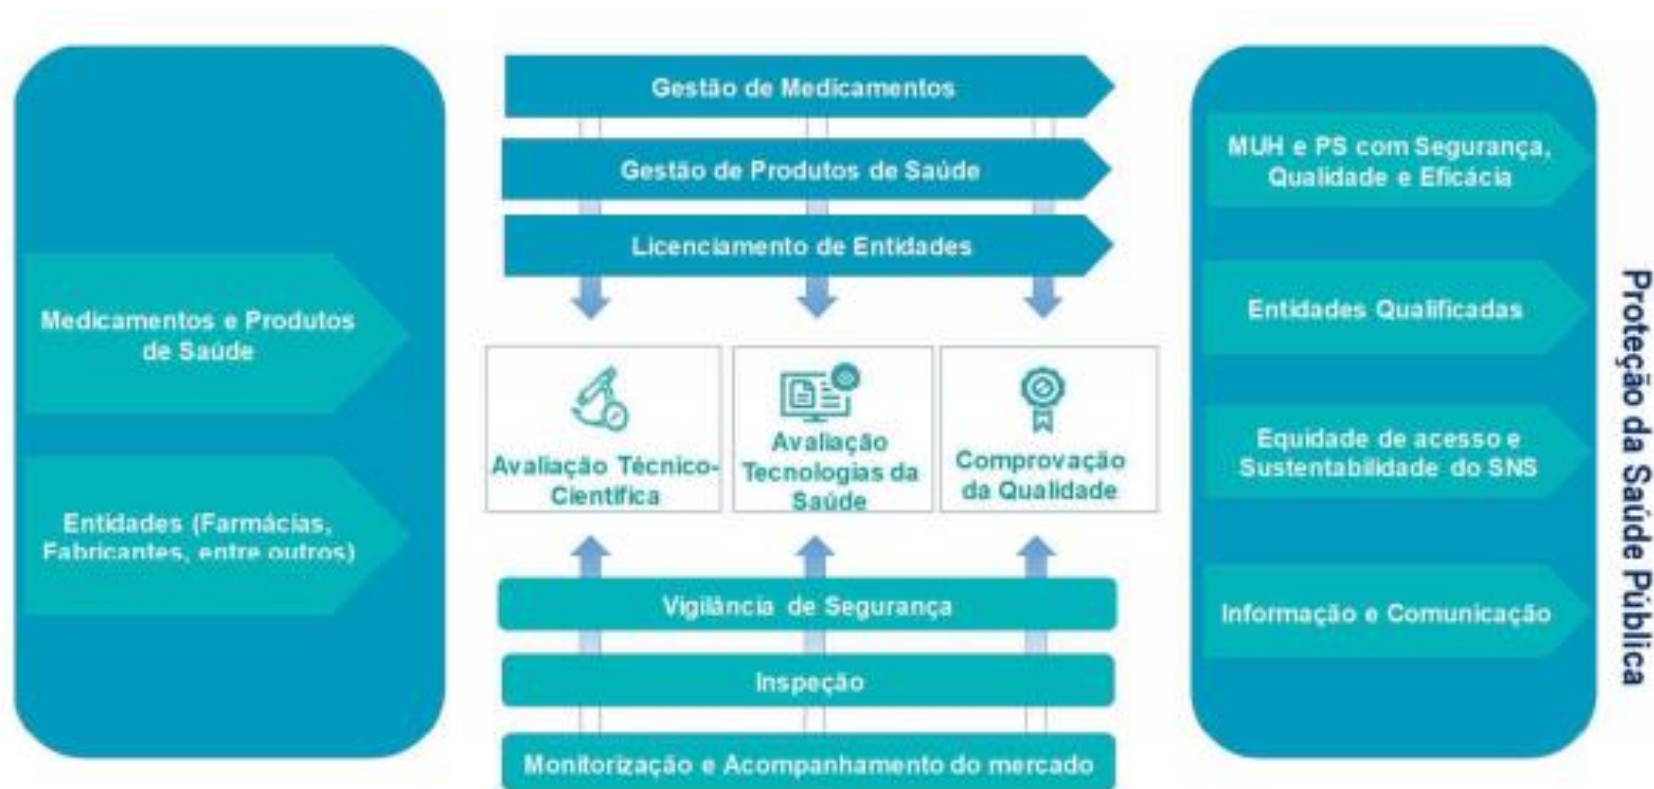 Medicamentos e Produtos
de Saúde
Entidades (Farmácias,
Fabricantes, entre outros)
Gestão de Medicamentos
Gestão de Produtos de Saúde
Licenciamento de Entidades
Avaliação Técnico-
Científica
Avaliação
Tecnologias da
Saúde
Comprovação
da Qualidade
Vigilância de Segurança
Inspeção
Monitorização e Acompanhamento do mercado
MUH e PS com Segurança,
Qualidade e Eficácia
Entidades Qualificadas
Equidade de acesso e
Sustentabilidade do SNS
Informação e Comunicação
Proteção da Saúde Pública